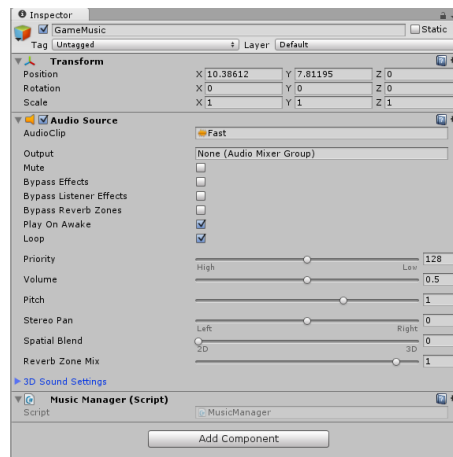 Inspector
GameMusic Static
Tag Untagged Layer Default
Transform
Position X 10.38612 Y 7.81195 Z 0
Rotation X 0 Y 0 Z 0
Scale X 1 Y 1 Z 1
Audio Source
AudioClip Fast
Output None (Audio Mixer Group)
Mute
Bypass Effects
Bypass Listener Effects
Bypass Reverb Zones
Play On Awake
Loop
Priority 128
High Low
Volume 0.5
Pitch 1
Stereo Pan 0
Left Right
Spatial Blend 0
2D 3D
Reverb Zone Mix 1
3D Sound Settings
Music Manager (Script)
Script MusicManager
Add Component